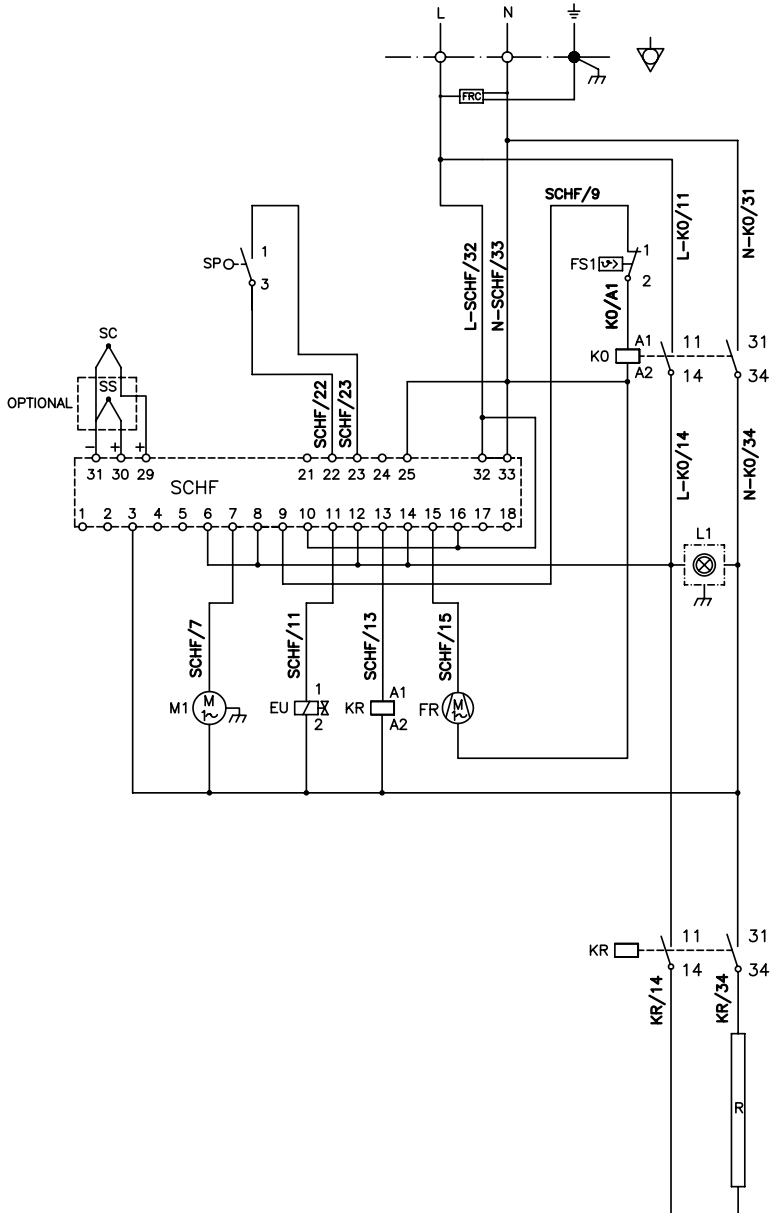 L N
FRC
SCHF/9
L-K0/11
N-K0/31
SP 1
3
L-SCHF/32
N-SCHF/33
FS1 1
2
K0/A1
SC
SS
OPTIONAL
K0 A1 11 31
A2 14 34
SCHF/22
SCHF/23
L-K0/14
N-K0/34
- + +
31 30 29 21 22 23 24 25 32 33
SCHF
1 2 3 4 5 6 7 8 9 10 11 12 13 14 15 16 17 18
L1
SCHF/7
SCHF/11
SCHF/13
SCHF/15
M1 M 1~
EU 1
2
KR A1
A2
FR M 1~
KR 11 31
14 34
KR/14
KR/34
R